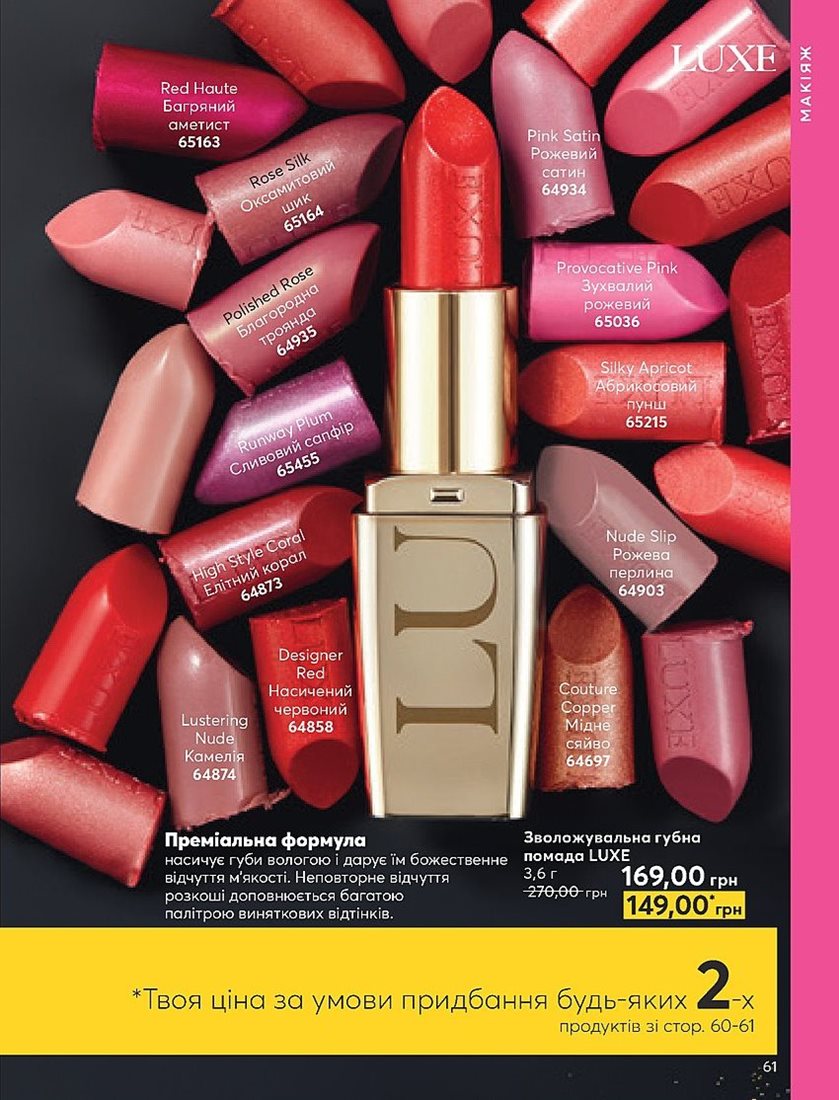 LUXE
МАКІЯЖ
Red Haute
Багряний
аметист
65163
Rose Silk
Оксамитовий
шик
65164
Pink Satin
Рожевий
сатин
64934
Polished Rose
Благородна
троянда
64935
Provocative Pink
Зухвалий
рожевий
65036
Silky Apricot
Абрикосовий
пунш
65215
Runway Plum
Сливовий сапфір
65455
High Style Coral
Елітний корал
64873
Nude Slip
Рожева
перлина
64903
Designer
Red
Насичений
червоний
64858
Lustering
Nude
Камелія
64874
Couture
Copper
Мідне
сяйво
64697
LU
LUXE
LUXE
Преміальна формула
насичує губи вологою і дарує їм божественне
відчуття м'якості. Неповторне відчуття
розкоші доповнюється багатою
палітрою виняткових відтінків.
Зволожувальна губна
помада LUXE
3,6 г
270,00 грн
169,00 грн
149,00*грн
*Твоя ціна за умови придбання будь-яких 2-х
продуктів зі стор. 60-61
61